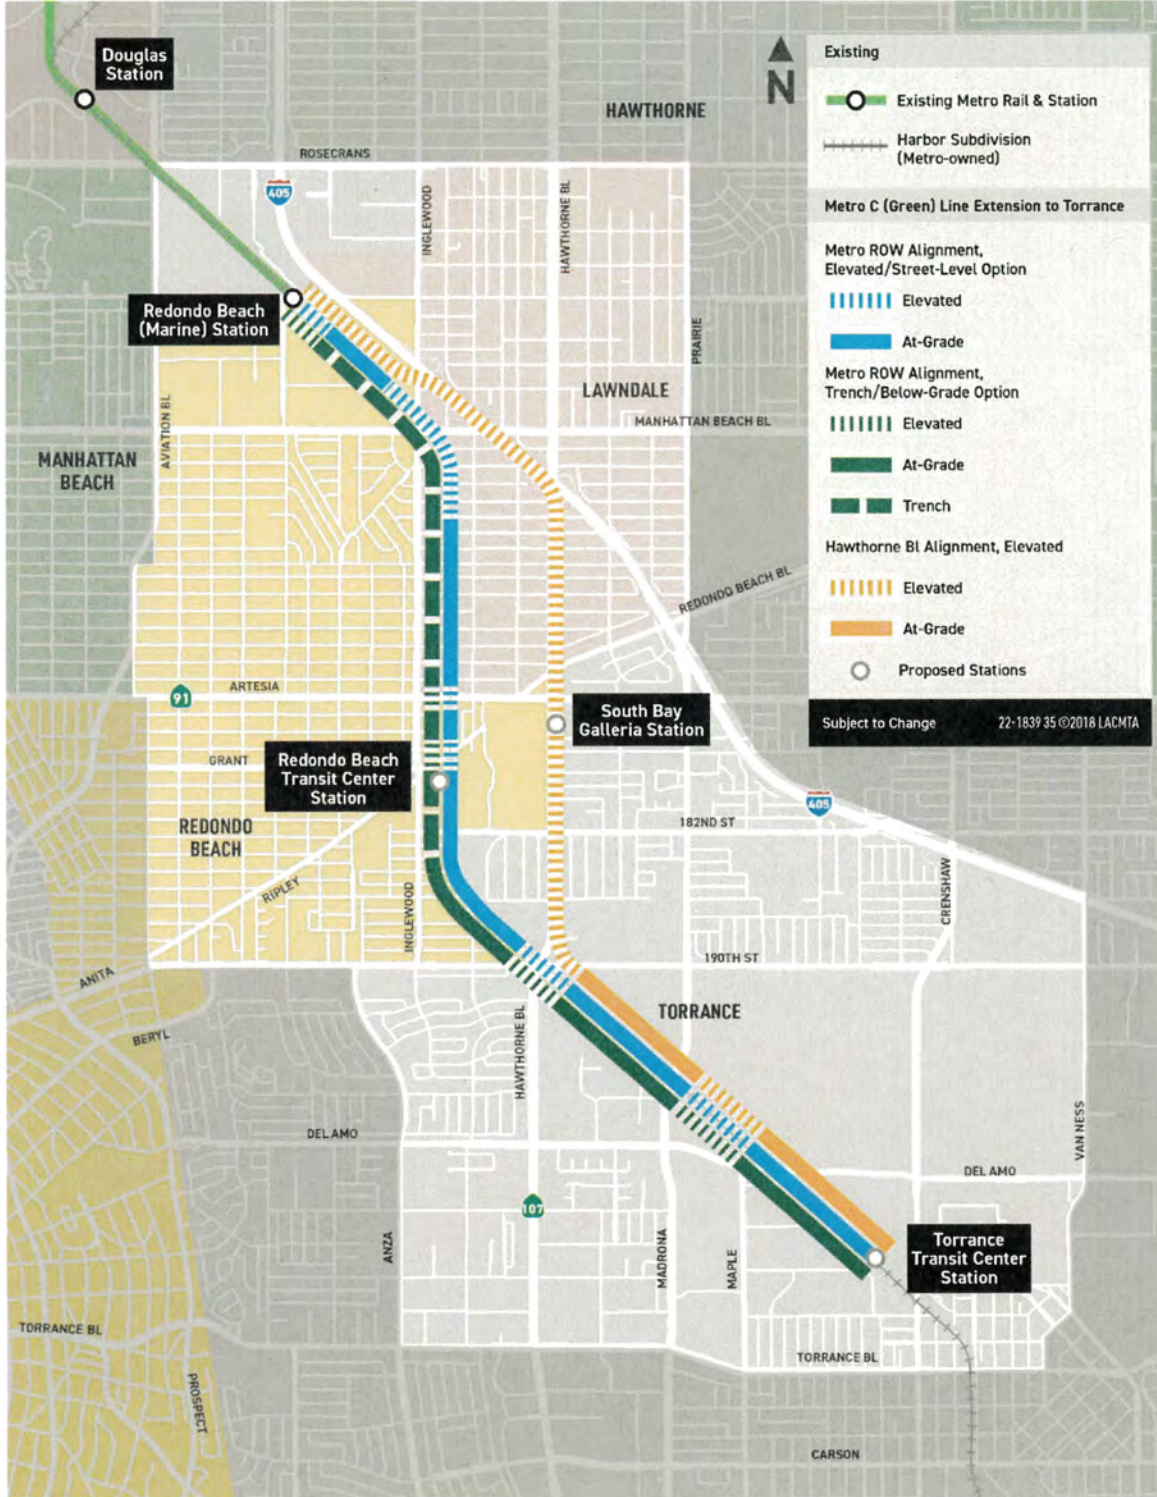 Douglas
Station
HAWTHORNE
N
ROSECRANS
405
INGLEWOOD
HAWTHORNE BL
Redondo Beach
(Marine) Station
PRAIRIE
LAWNDALE
MANHATTAN BEACH BL
AVIATION BL
MANHATTAN
BEACH
REDONDO BEACH BL
ARTESIA
91
South Bay
Galleria Station
GRANT
Redondo Beach
Transit Center
Station
REDONDO
BEACH
405
182ND ST
RIPLEY
INGLEWOOD
CRENSHAW
190TH ST
ANITA
TORRANCE
BERYL
HAWTHORNE BL
DEL AMO
VAN NESS
DEL AMO
107
ANZA
MADRONA
MAPLE
Torrance
Transit Center
Station
TORRANCE BL
TORRANCE BL
PROSPECT
CARSON
Existing
Existing Metro Rail & Station
Harbor Subdivision
(Metro-owned)
Metro C (Green) Line Extension to Torrance
Metro ROW Alignment,
Elevated/Street-Level Option
Elevated
At-Grade
Metro ROW Alignment,
Trench/Below-Grade Option
Elevated
At-Grade
Trench
Hawthorne Bl Alignment, Elevated
Elevated
At-Grade
Proposed Stations
Subject to Change 22-1839 35 ©2018 LACMTA